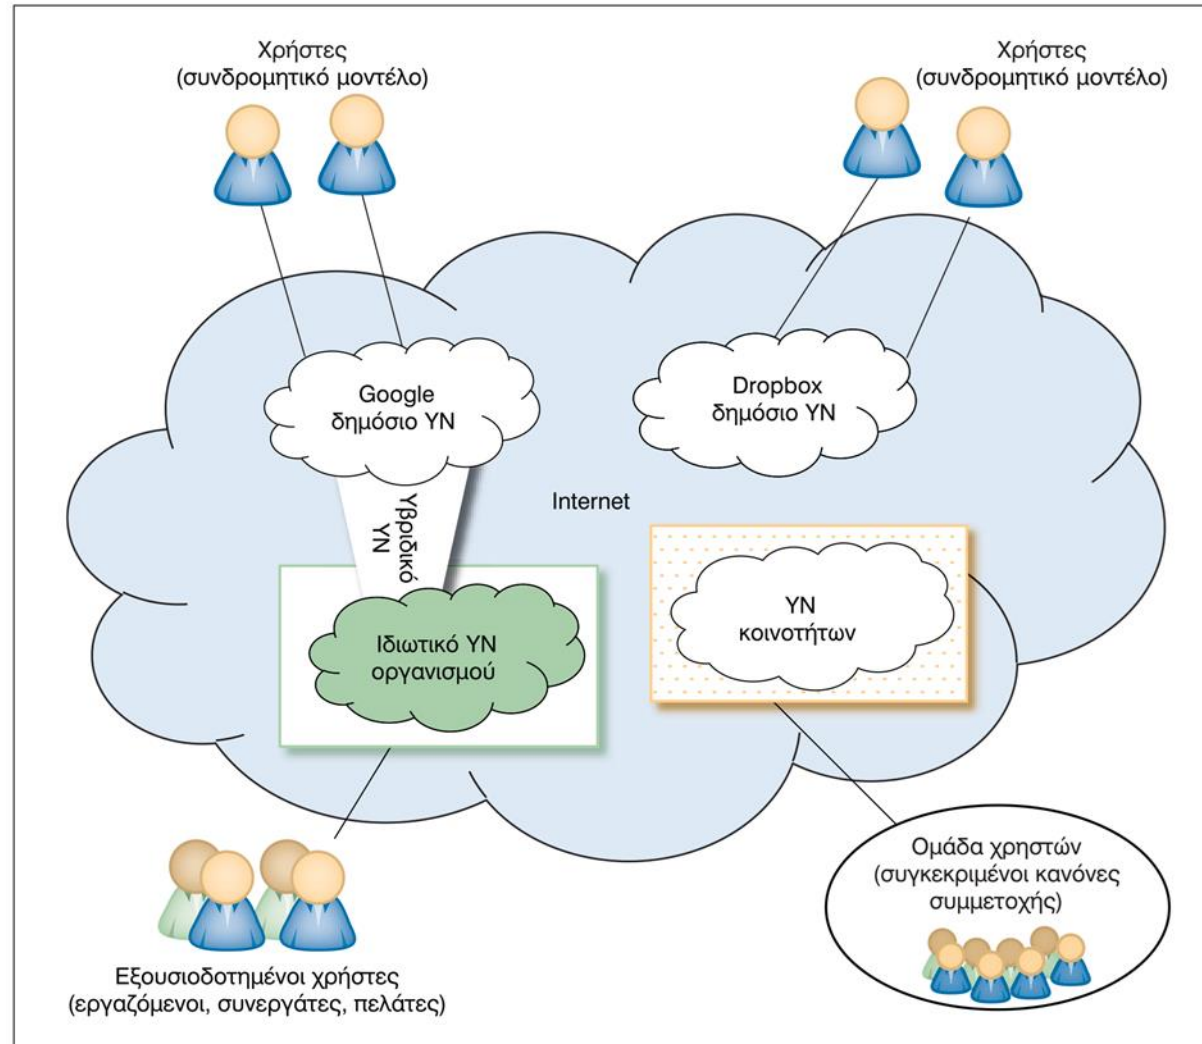 Χρήστες
(συνδρομητικό μοντέλο)
Χρήστες
(συνδρομητικό μοντέλο)
Google
δημόσιο ΥΝ
Dropbox
δημόσιο ΥΝ
Internet
Υβριδικό
ΥΝ
Ιδιωτικό ΥΝ
οργανισμού
ΥΝ
κοινοτήτων
Ομάδα χρηστών
(συγκεκριμένοι κανόνες
συμμετοχής)
Εξουσιοδοτημένοι χρήστες
(εργαζόμενοι, συνεργάτες, πελάτες)